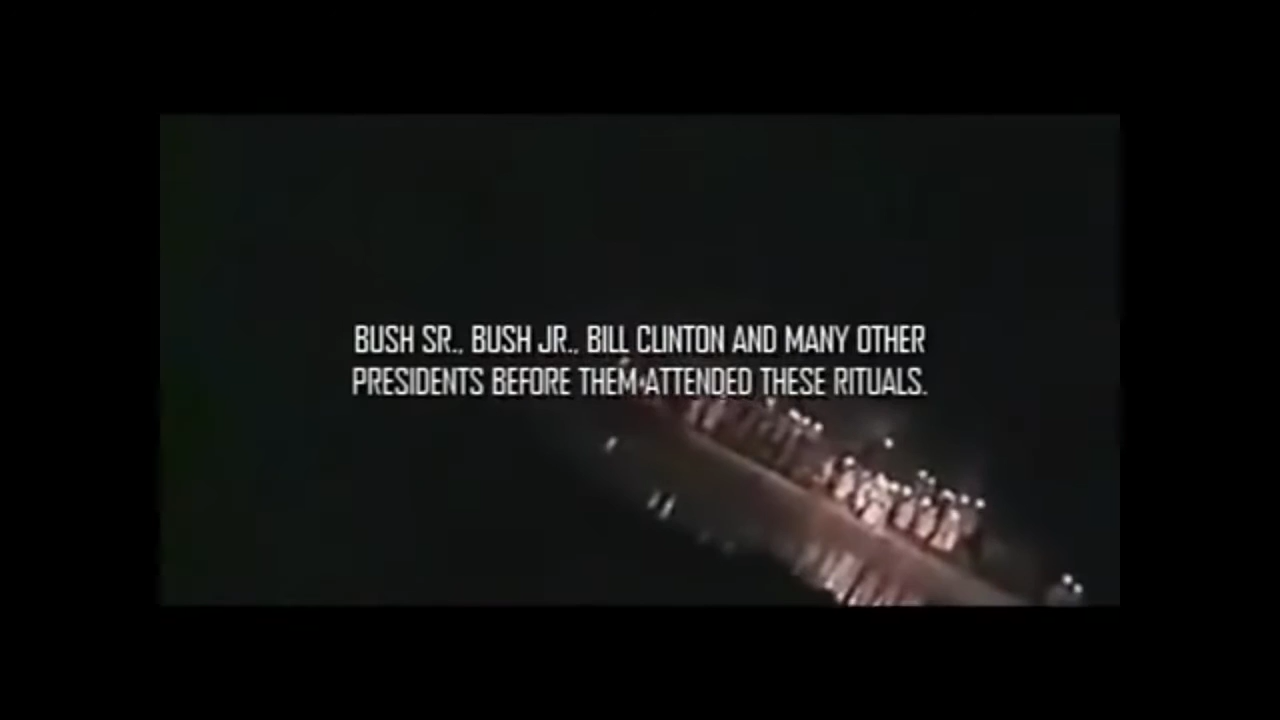 BUSH SR., BUSH JR., BILL CLINTON AND MANY OTHER
PRESIDENTS BEFORE THEM ATTENDED THESE RITUALS.